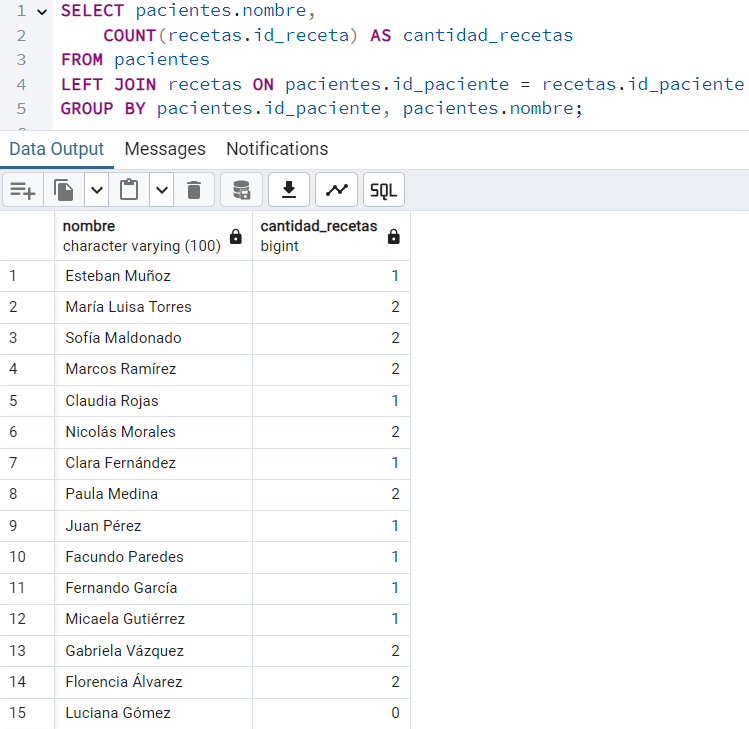 1 SELECT pacientes.nombre,
2 COUNT(recetas.id_receta) AS cantidad_recetas
3 FROM pacientes
4 LEFT JOIN recetas ON pacientes.id_paciente = recetas.id_paciente
5 GROUP BY pacientes.id_paciente, pacientes.nombre;
Data Output Messages Notifications
SQL
nombre cantidad_recetas
character varying (100) bigint
1 Esteban Muñoz 1
2 María Luisa Torres 2
3 Sofía Maldonado 2
4 Marcos Ramírez 2
5 Claudia Rojas 1
6 Nicolás Morales 2
7 Clara Fernández 1
8 Paula Medina 2
9 Juan Pérez 1
10 Facundo Paredes 1
11 Fernando García 1
12 Micaela Gutiérrez 1
13 Gabriela Vázquez 2
14 Florencia Álvarez 2
15 Luciana Gómez 0